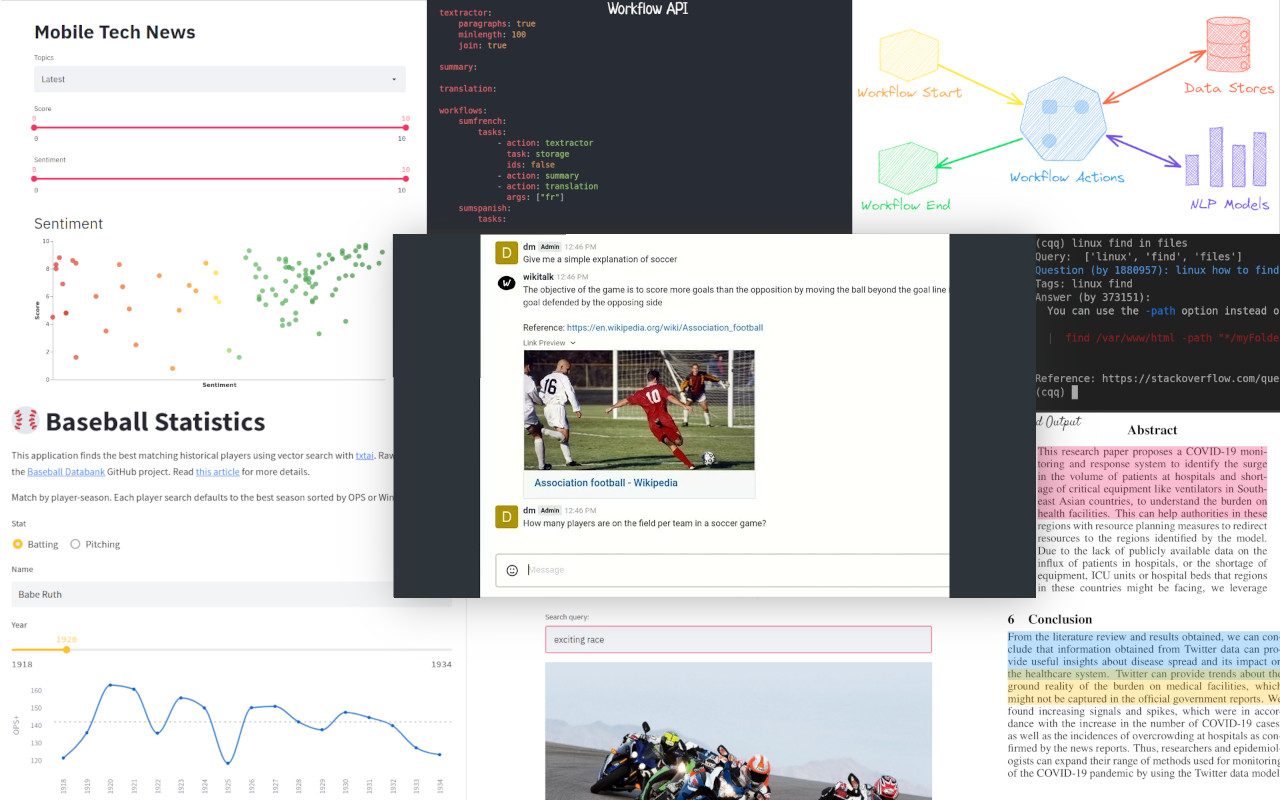 Mobile Tech News
Topics
Latest
Score
0 10
0 10
Sentiment
0 10
0 10
Sentiment
10
8
6
4
2
0
Score
Sentiment
Workflow API
textractor:
paragraphs: true
minlength: 100
join: true
summary:
translation:
workflows:
sumfrench:
tasks:
- action: textractor
task: storage
ids: false
- action: summary
- action: translation
args: ["fr"]
sumspanish:
tasks:
Workflow Start
Data Stores
Workflow Actions
Workflow End
NLP Models
D
dm Admin 12:46 PM
Give me a simple explanation of soccer
W
wikitalk 12:46 PM
The objective of the game is to score more goals than the opposition by moving the ball beyond the goal line
goal defended by the opposing side
Reference: https://en.wikipedia.org/wiki/Association_football
Link Preview
16
10
Association football - Wikipedia
D
dm Admin 12:46 PM
How many players are on the field per team in a soccer game?
Message
(cqq) linux find in files
Query: ['linux', 'find', 'files']
Question (by 1880957): linux how to find
Tags: linux find
Answer (by 373151):
You can use the -path option instead o
| find /var/www/html -path "*/myFolde
Reference: https://stackoverflow.com/que
(cqq)
Baseball Statistics
This application finds the best matching historical players using vector search with txtai. Raw
the Baseball Databank GitHub project. Read this article for more details.
Match by player-season. Each player search defaults to the best season sorted by OPS or Win
Stat
Batting
Pitching
Name
Babe Ruth
Year
1920
1918 1934
OPS+
160
150
140
130
120
1918 1919 1920 1921 1922 1923 1924 1925 1926 1927 1928 1929 1930 1931 1932 1933 1934
Search query:
exciting race
d Output
Abstract
This research paper proposes a COVID-19 moni-
toring and response system to identify the surge
in the volume of patients at hospitals and short-
age of critical equipment like ventilators in South-
east Asian countries, to understand the burden on
health facilities. This can help authorities in these
regions with resource planning measures to redirect
resources to the regions identified by the model.
Due to the lack of publicly available data on the
influx of patients in hospitals, or the shortage of
equipment, ICU units or hospital beds that regions
in these countries might be facing, we leverage
6 Conclusion
From the literature review and results obtained, we can con-
clude that information obtained from Twitter data can pro-
vide useful insights about disease spread and its impact on
the healthcare system. Twitter can provide trends about the
ground reality of the burden on medical facilities, which
might not be captured in the official government reports. We
found increasing signals and spikes, which were in accor-
dance with the increase in the number of COVID-19 cases
as well as the incidences of overcrowding at hospitals as con-
firmed by the news reports. Thus, researchers and epidemiol-
ogists can expand their range of methods used for monitoring
of the COVID-19 pandemic by using the Twitter data model